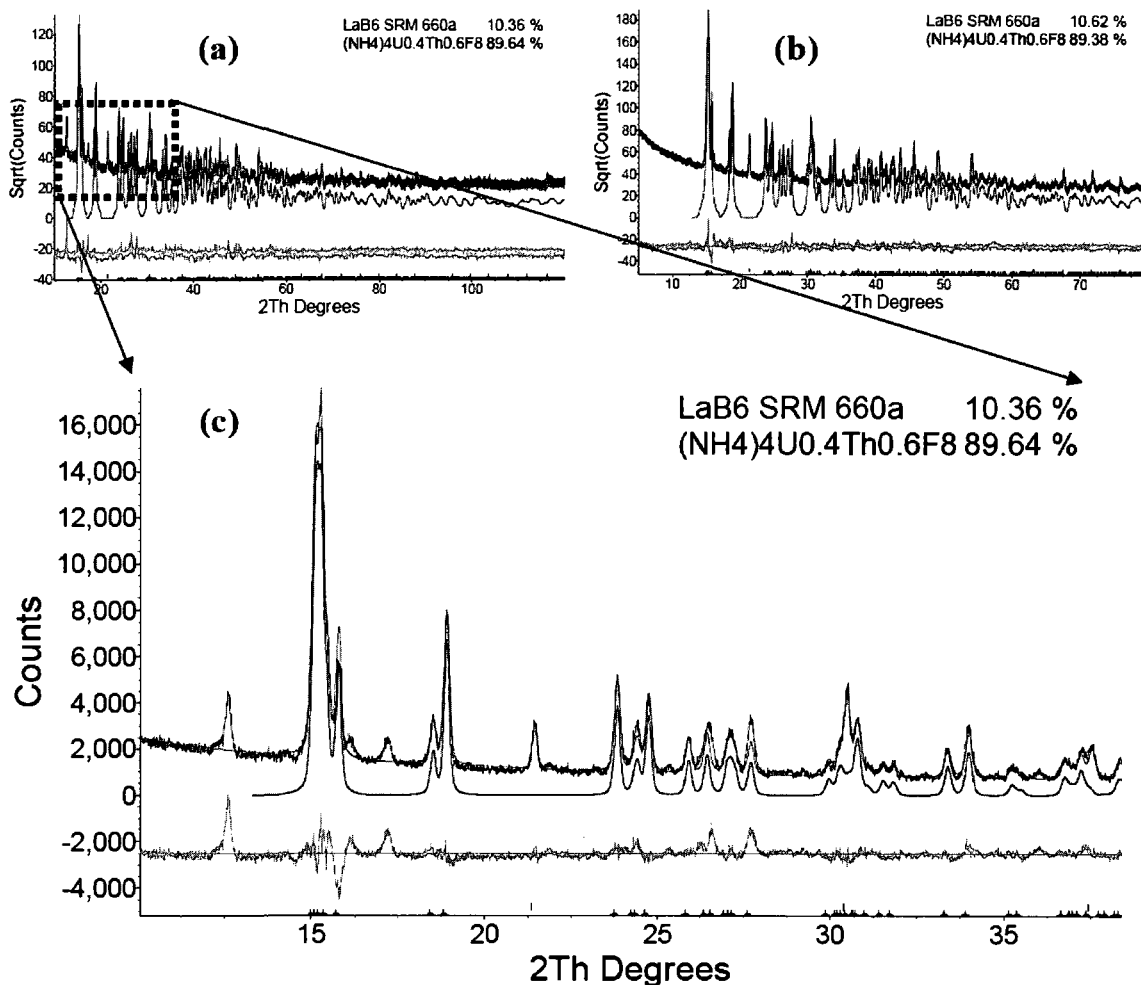 LaB6 SRM 660a 10.36 %
(NH4)4U0.4Th0.6F8 89.64 %
(a)
Sqrt(Counts)
120
100
80
60
40
20
0
-20
-40
20 40 60 80 100
2Th Degrees
LaB6 SRM 660a 10.62 %
(NH4)4U0.4Th0.6F8 89.38 %
(b)
Sqrt(Counts)
180
160
140
120
100
80
60
40
20
0
-20
-40
10 20 30 40 50 60 70
2Th Degrees
LaB6 SRM 660a 10.36 %
(NH4)4U0.4Th0.6F8 89.64 %
(c)
Counts
16,000
14,000
12,000
10,000
8,000
6,000
4,000
2,000
0
-2,000
-4,000
15 20 25 30 35
2Th Degrees